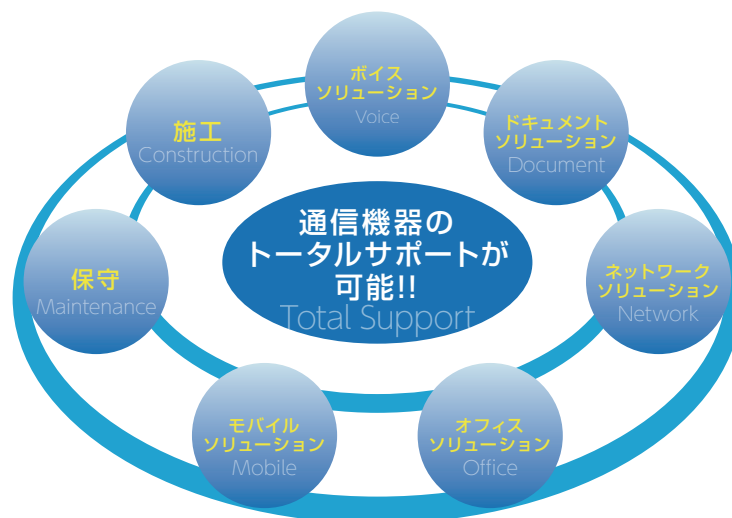 ボイス
ソリューション
Voice
ドキュメント
ソリューション
Document
ネットワーク
ソリューション
Network
オフィス
ソリューション
Office
モバイル
ソリューション
Mobile
保守
Maintenance
施工
Construction
通信機器の
トータルサポートが
可能!!
Total Support